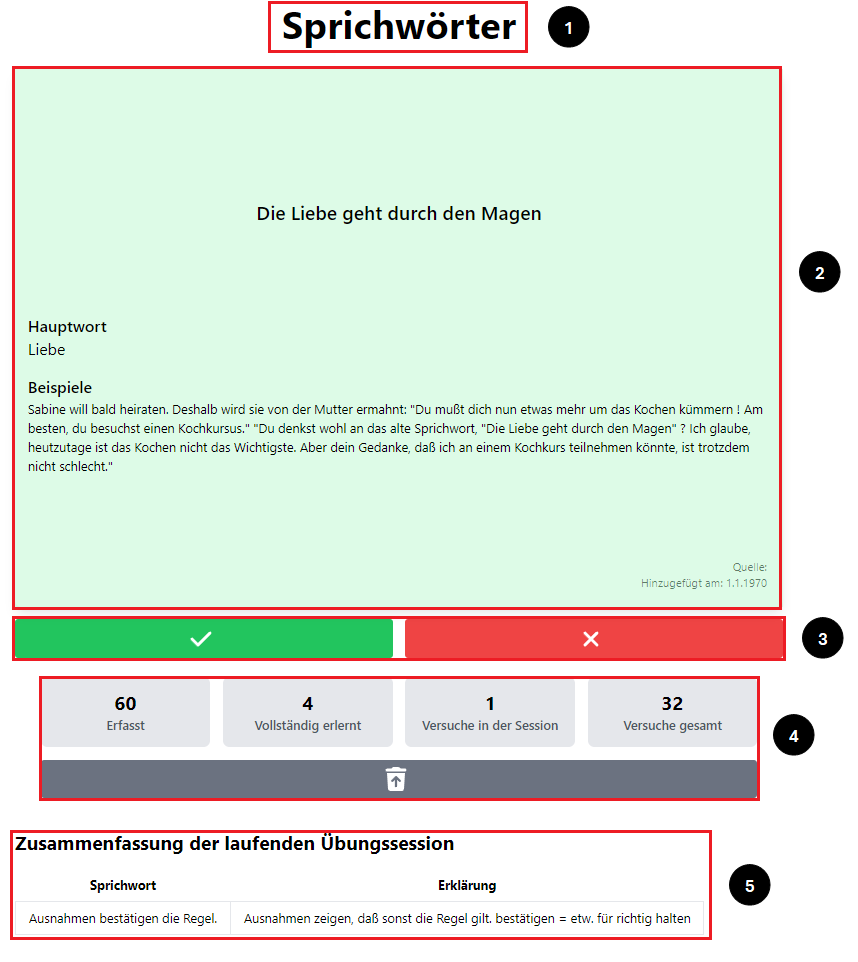 Sprichwörter
1
Die Liebe geht durch den Magen
2
Hauptwort
Liebe
Beispiele
Sabine will bald heiraten. Deshalb wird sie von der Mutter ermahnt: "Du mußt dich nun etwas mehr um das Kochen kümmern ! Am
besten, du besuchst einen Kochkursus." "Du denkst wohl an das alte Sprichwort, "Die Liebe geht durch den Magen" ? Ich glaube,
heutzutage ist das Kochen nicht das Wichtigste. Aber dein Gedanke, daß ich an einem Kochkurs teilnehmen könnte, ist trotzdem
nicht schlecht."
Quelle:
Hinzugefügt am: 1.1.1970
3
60 4 1 32
Erfasst Vollständig erlernt Versuche in der Session Versuche gesamt
4
Zusammenfassung der laufenden Übungssession
Sprichwort Erklärung
5
Ausnahmen bestätigen die Regel. Ausnahmen zeigen, daß sonst die Regel gilt. bestätigen = etw. für richtig halten